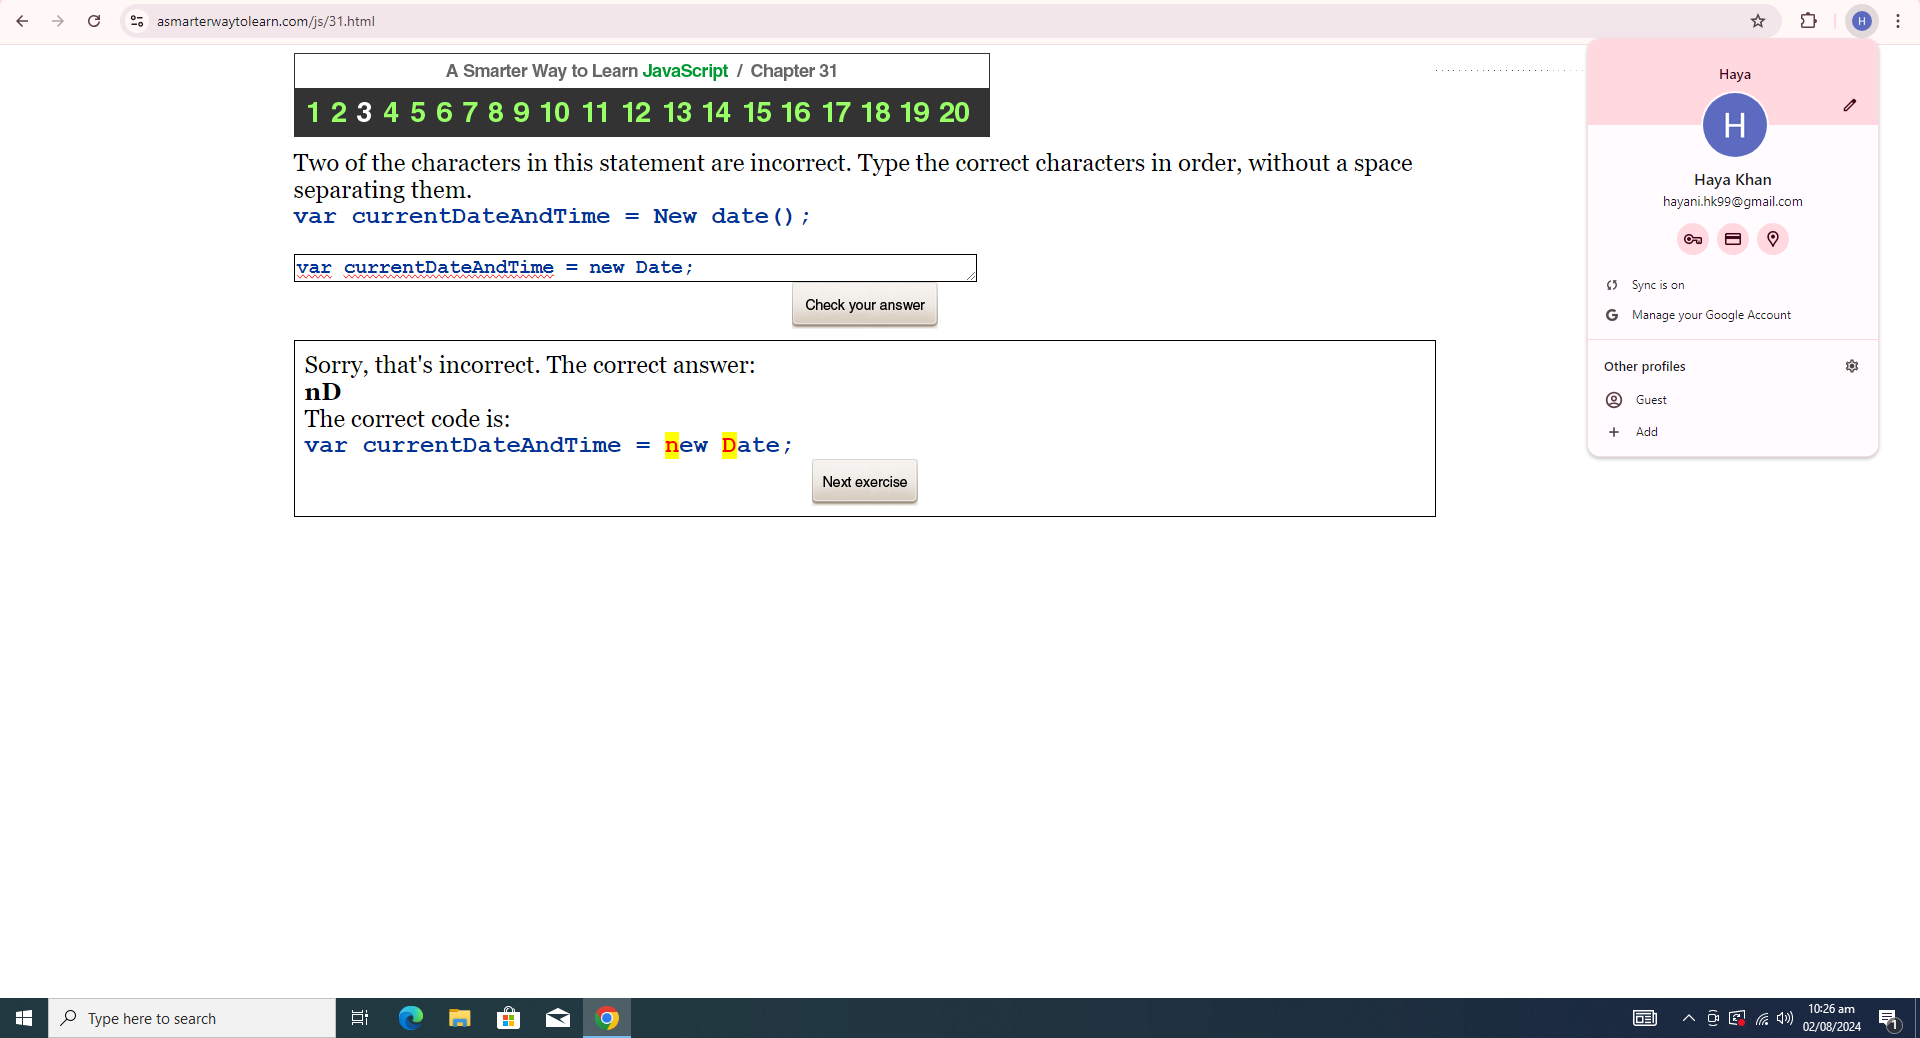 asmarterwaytolearn.com/js/31.html
H
A Smarter Way to Learn JavaScript / Chapter 31
1 2 3 4 5 6 7 8 9 10 11 12 13 14 15 16 17 18 19 20
Two of the characters in this statement are incorrect. Type the correct characters in order, without a space
separating them.
var currentDateAndTime = New date();
var currentDateAndTime = new Date;
Check your answer
Sorry, that's incorrect. The correct answer:
nD
The correct code is:
var currentDateAndTime = new Date;
Next exercise
Haya
H
Haya Khan
hayani.hk99@gmail.com
Sync is on
G Manage your Google Account
Other profiles
Guest
+ Add
Type here to search
10:26 am
02/08/2024
1